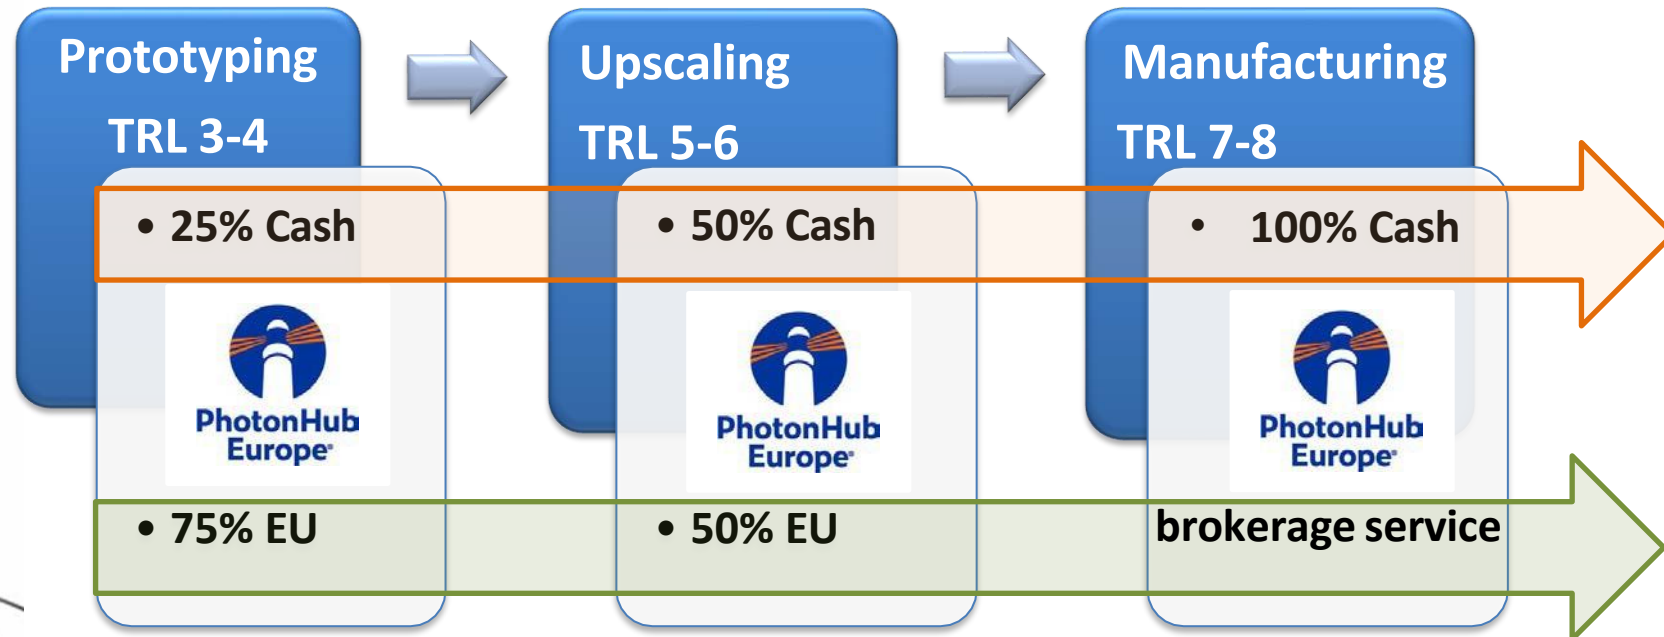 Prototyping
TRL 3-4
• 25% Cash
PhotonHub
Europe
• 75% EU
Upscaling
TRL 5-6
• 50% Cash
PhotonHub
Europe
• 50% EU
Manufacturing
TRL 7-8
• 100% Cash
PhotonHub
Europe
brokerage service